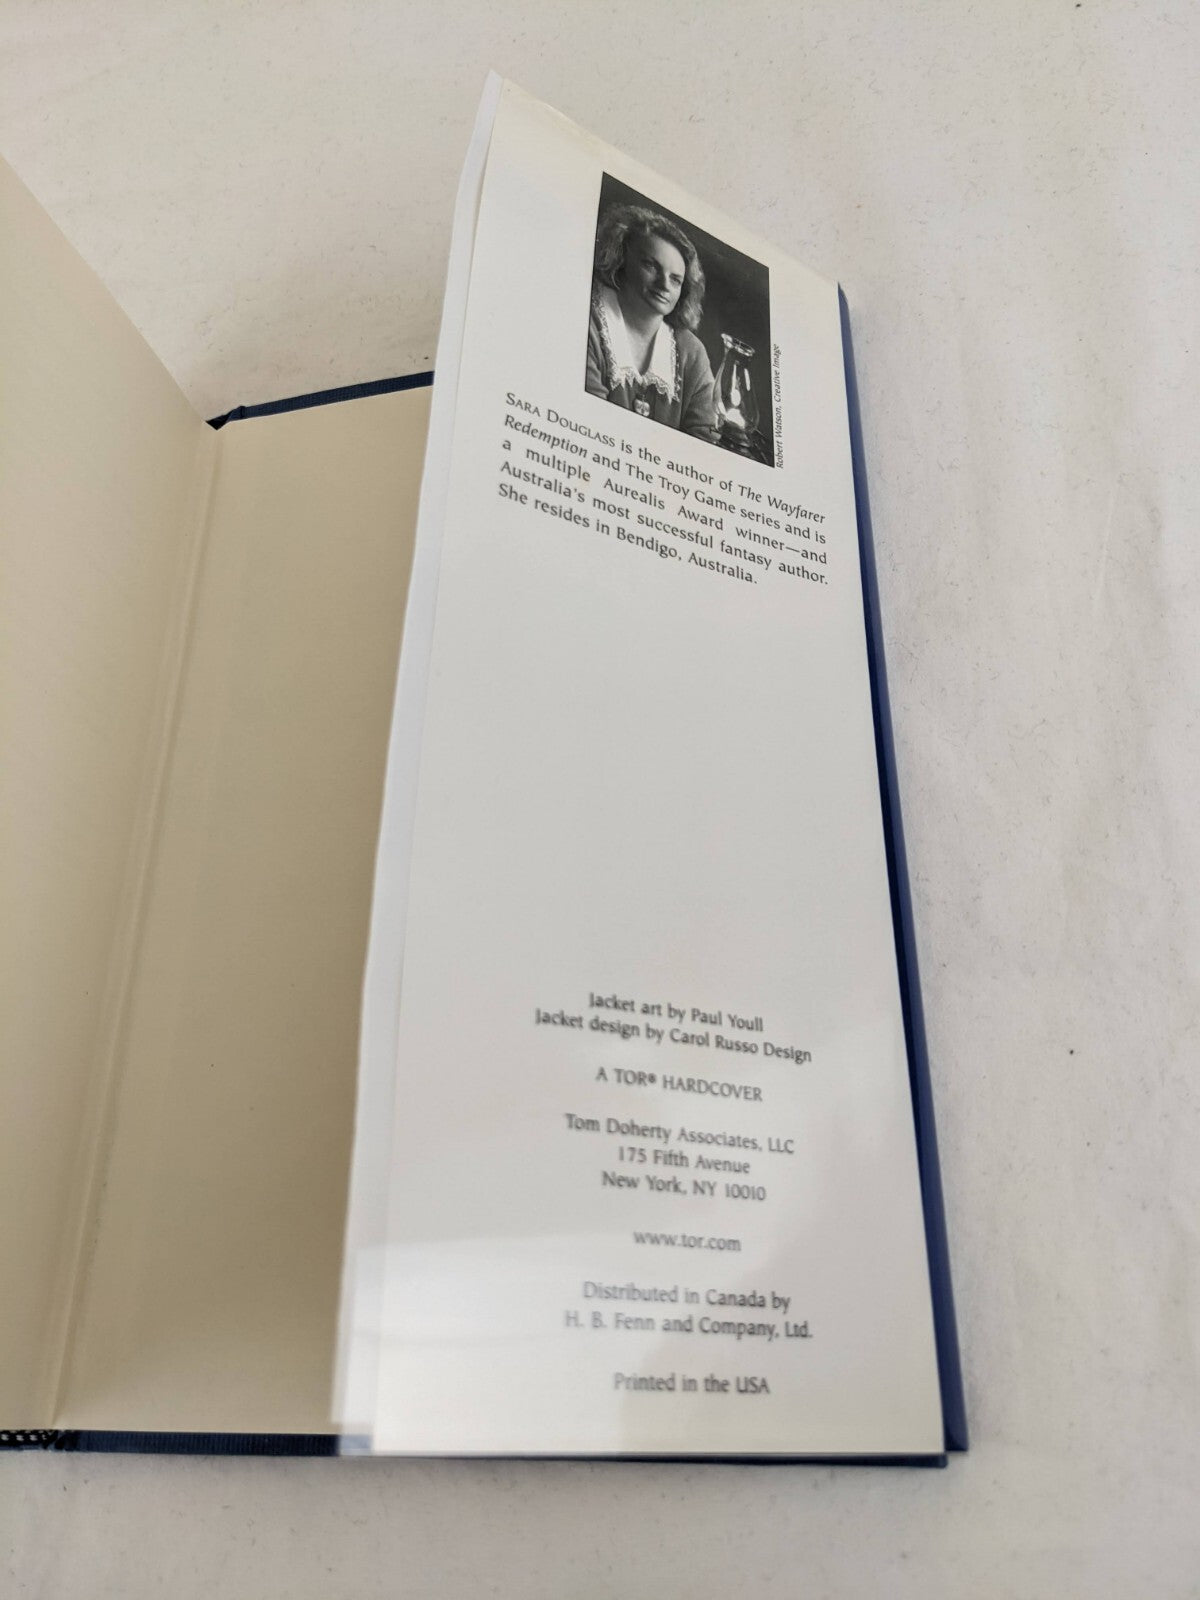 Robert Watson, Creative Image
SARA DOUGLASS is the author of The Wayfarer
Redemption and The Troy Game series and is
a multiple Aurealis Award winner—and
Australia's most successful fantasy author.
She resides in Bendigo, Australia.
Jacket art by Paul Youll
Jacket design by Carol Russo Design
A TOR® HARDCOVER
Tom Doherty Associates, LLC
175 Fifth Avenue
New York, NY 10010
www.tor.com
Distributed in Canada by
H. B. Fenn and Company, Ltd.
Printed in the USA